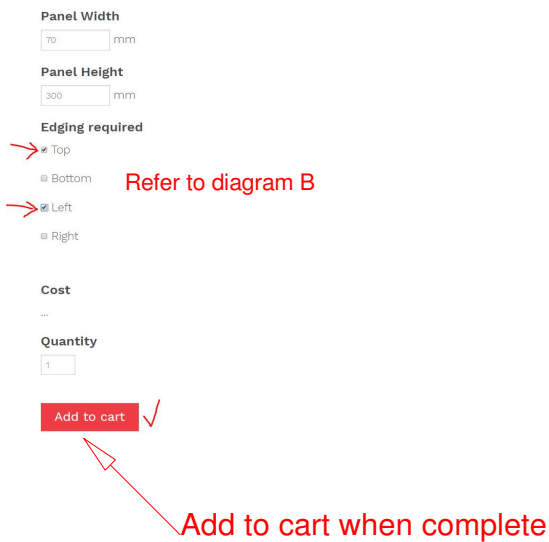 Panel Width
70 mm
Panel Height
300 mm
Edging required
Top
Bottom
Refer to diagram B
Left
Right
Cost
...
Quantity
1
Add to cart
Add to cart when complete